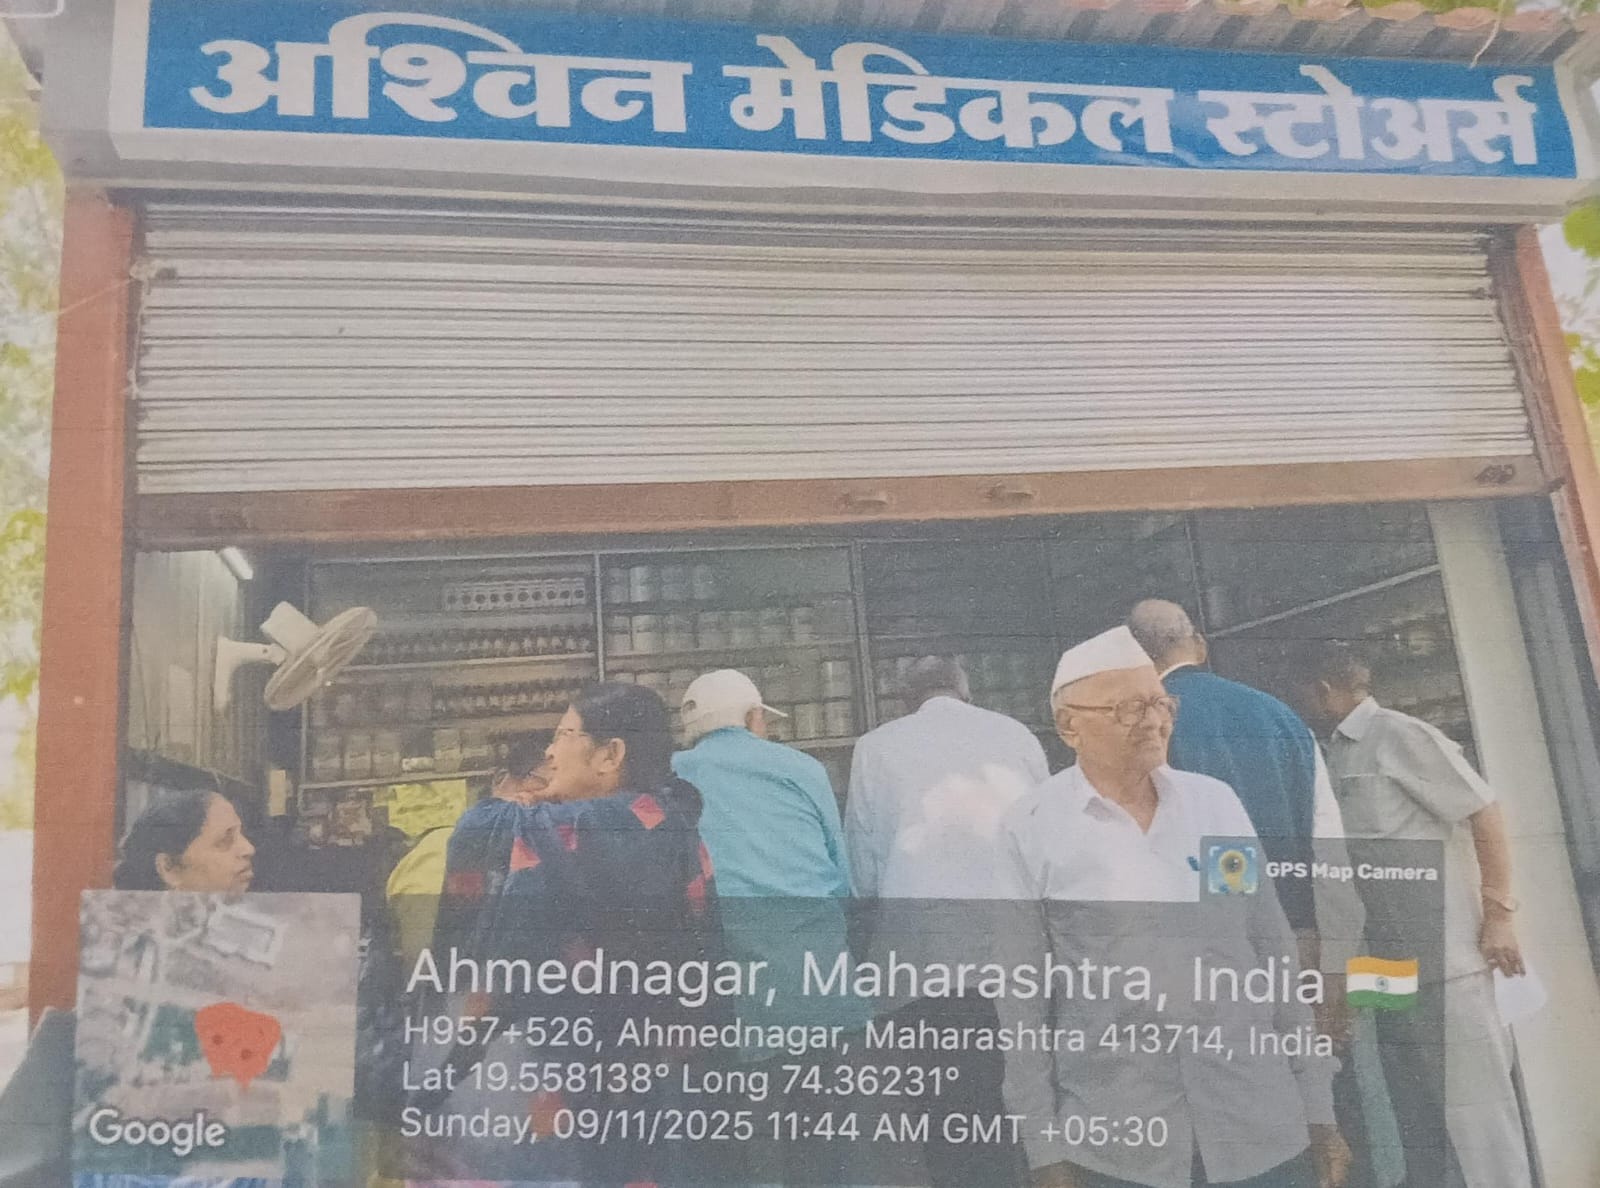 अश्विन मेडिकल स्टोअर्स
GPS Map Camera
Ahmednagar, Maharashtra, India
H957+526, Ahmednagar, Maharashtra 413714, India
Lat 19.558138° Long 74.36231°
Sunday, 09/11/2025 11:44 AM GMT +05:30
Google